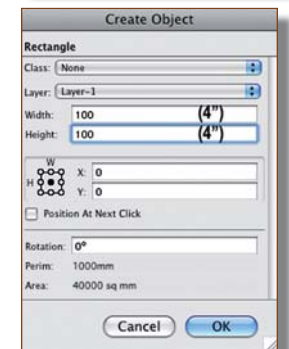 Create Object
Rectangle
Class: None
Layer: Layer-1
Width: 100 (4")
Height: 100 (4")
W
H
X: 0
Y: 0
Position At Next Click
Rotation: 0°
Perim: 1000mm
Area: 40000 sq mm
Cancel OK